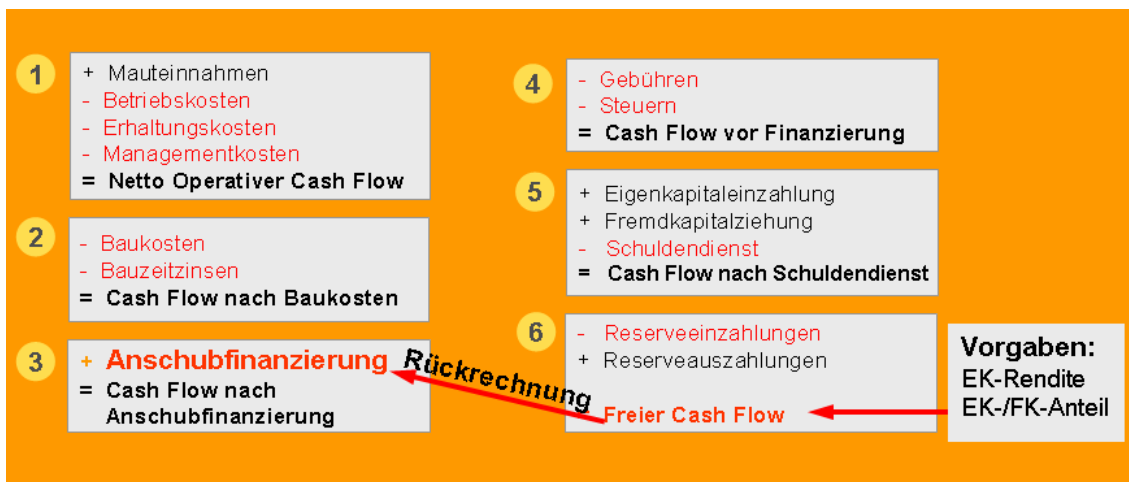 1
+ Mauteinnahmen
- Betriebskosten
- Erhaltungskosten
- Managementkosten
= Netto Operativer Cash Flow
2
- Baukosten
- Bauzeitzinsen
= Cash Flow nach Baukosten
3
+ Anschubfinanzierung
= Cash Flow nach
Anschubfinanzierung
Rückrechnung
4
- Gebühren
- Steuern
= Cash Flow vor Finanzierung
5
+ Eigenkapitaleinzahlung
+ Fremdkapitalziehung
- Schuldendienst
= Cash Flow nach Schuldendienst
6
- Reserveeinzahlungen
+ Reserveauszahlungen
Freier Cash Flow
Vorgaben:
EK-Rendite
EK-/FK-Anteil